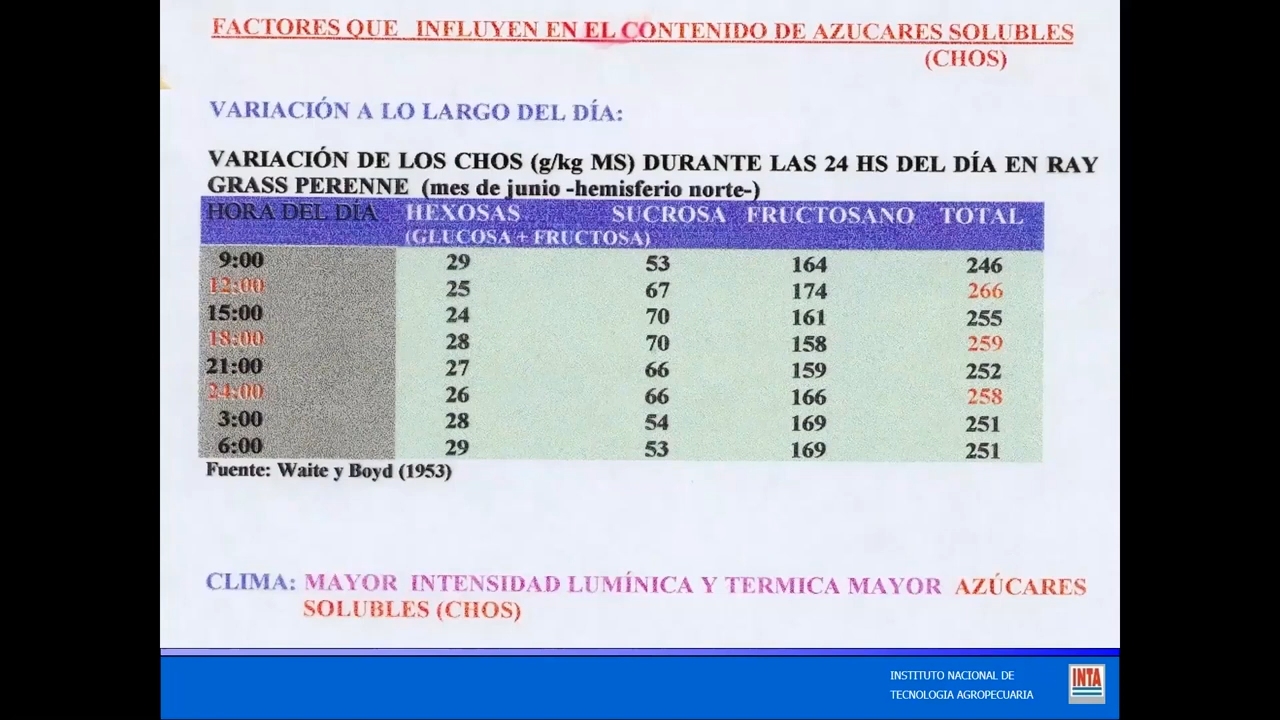 FACTORES QUE INFLUYEN EN EL CONTENIDO DE AZUCARES SOLUBLES
(CHOS)
VARIACIÓN A LO LARGO DEL DÍA:
VARIACIÓN DE LOS CHOS (g/kg MS) DURANTE LAS 24 HS DEL DÍA EN RAY
GRASS PERENNE (mes de junio -hemisferio norte-)
HORA DEL DÍA HEXOSAS SUCROSA FRUCTOSANO TOTAL
(GLUCOSA + FRUCTOSA)
9:00 29 53 164 246
12:00 25 67 174 266
15:00 24 70 161 255
18:00 28 70 158 259
21:00 27 66 159 252
24:00 26 66 166 258
3:00 28 54 169 251
6:00 29 53 169 251
Fuente: Waite y Boyd (1953)
CLIMA: MAYOR INTENSIDAD LUMÍNICA Y TERMICA MAYOR AZÚCARES
SOLUBLES (CHOS)
INSTITUTO NACIONAL DE
TECNOLOGIA AGROPECUARIA
INTA